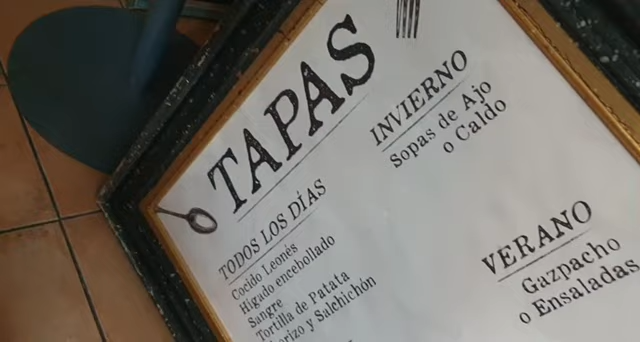 TAPAS
TODOS LOS DÍAS
Cocido Leonés
Hígado encebollado
Sangre
Tortilla de Patata
y Salchichón
INVIERNO
Sopas de Ajo
o Caldo
VERANO
Gazpacho
o Ensaladas